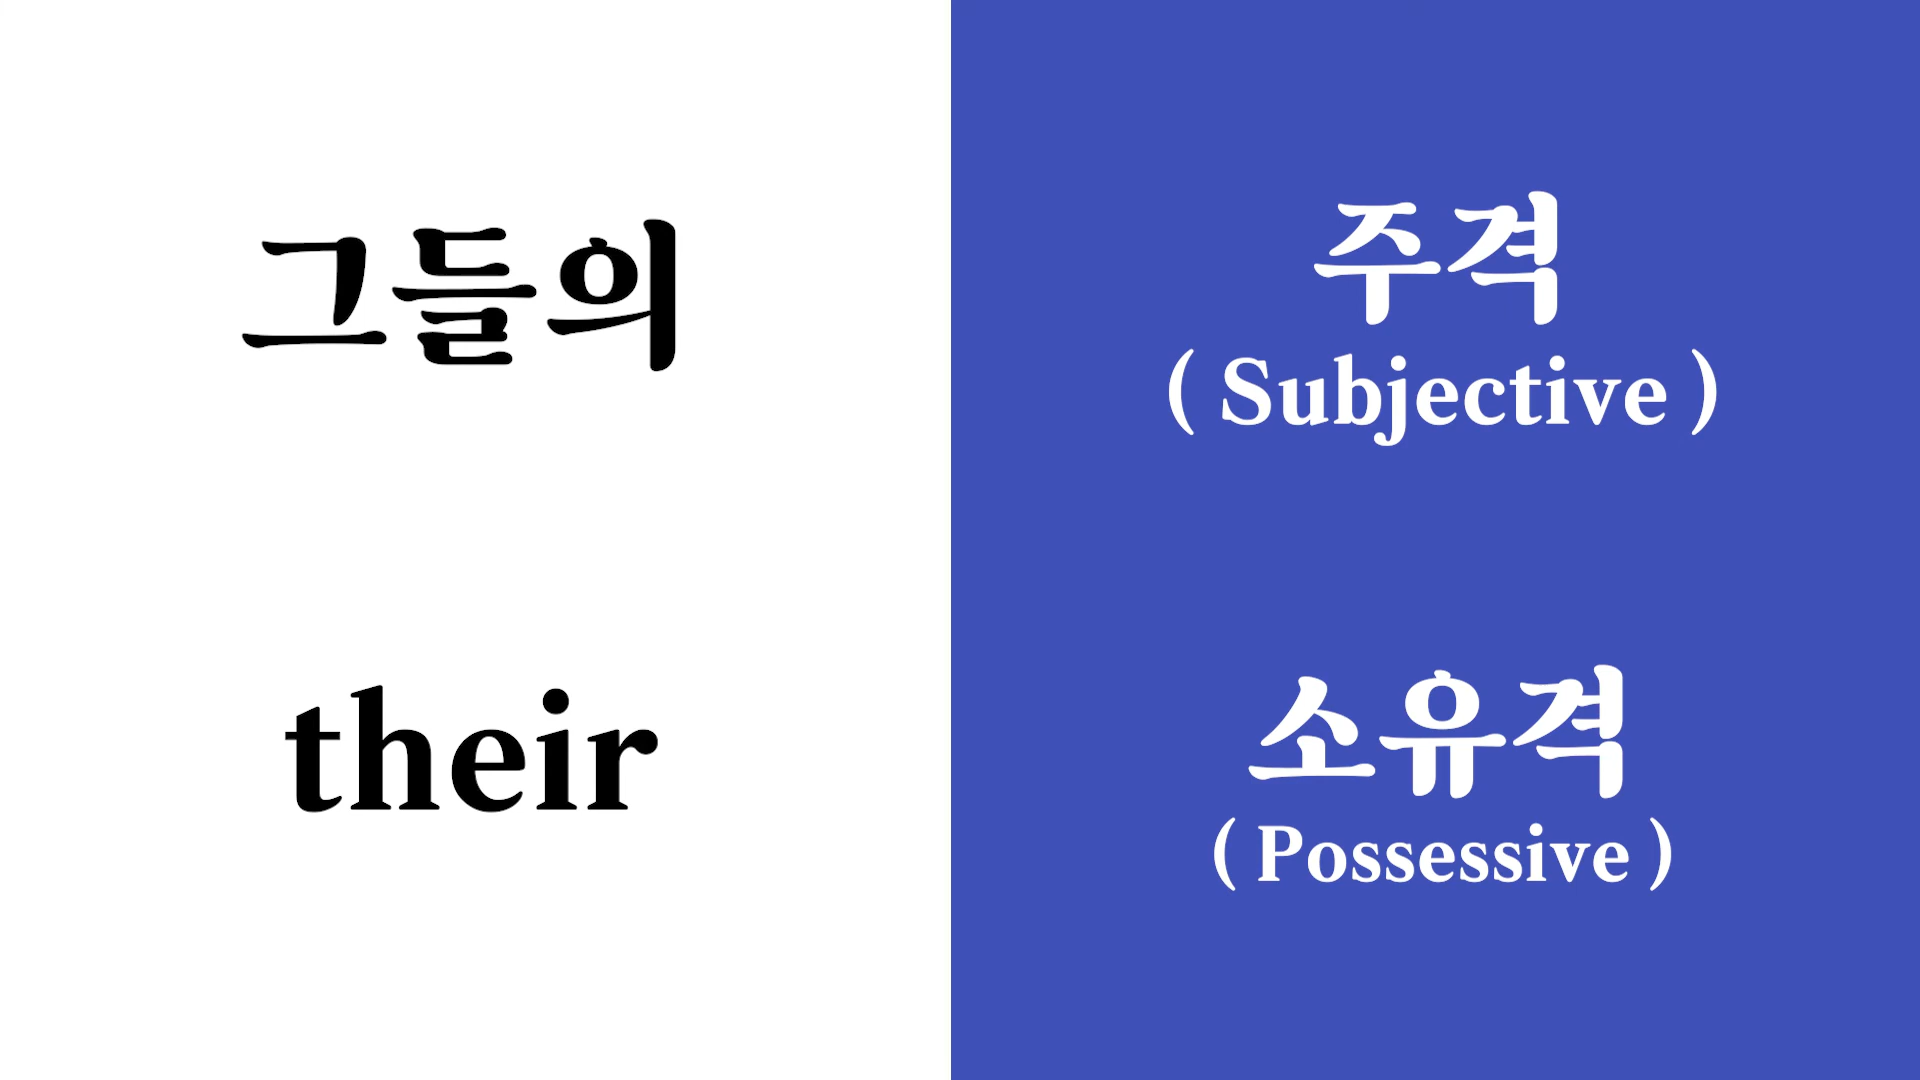 그들의
their
주격
( Subjective )
소유격
( Possessive )